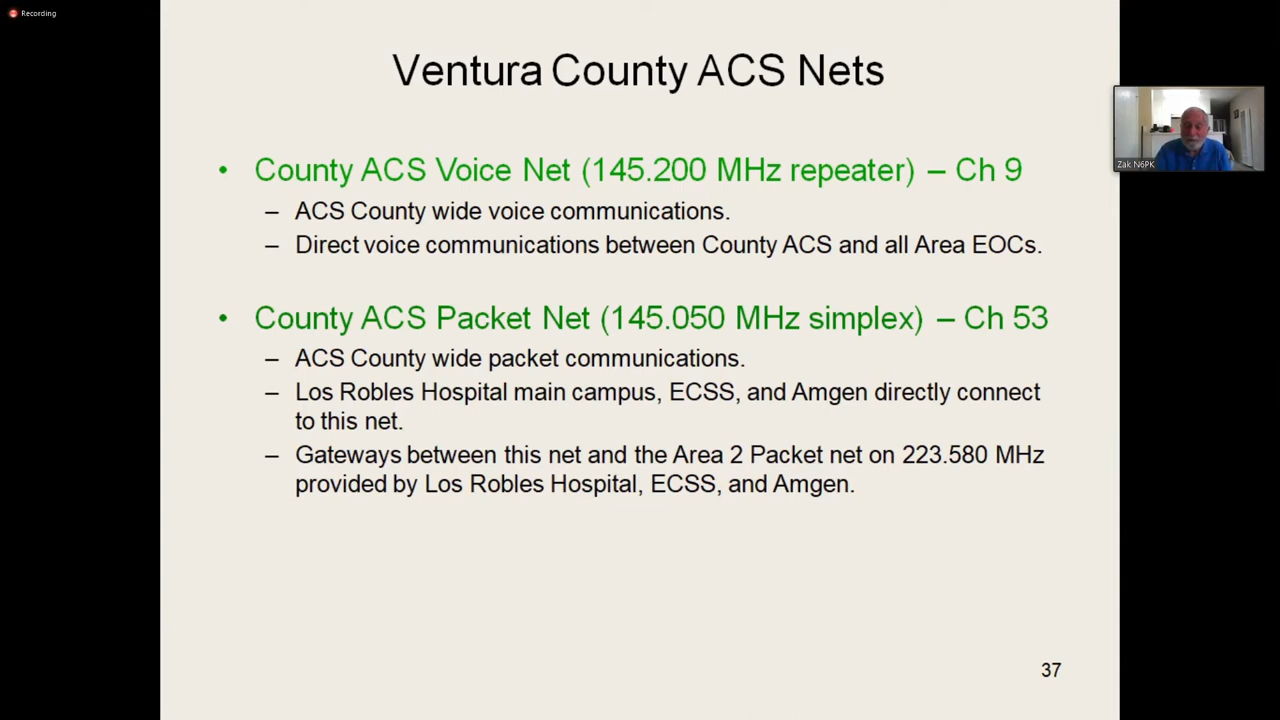 Recording
Ventura County ACS Nets
• County ACS Voice Net (145.200 MHz repeater) – Ch 9
– ACS County wide voice communications.
– Direct voice communications between County ACS and all Area EOCs.
Zak N6PK
• County ACS Packet Net (145.050 MHz simplex) – Ch 53
– ACS County wide packet communications.
– Los Robles Hospital main campus, ECSS, and Amgen directly connect
to this net.
– Gateways between this net and the Area 2 Packet net on 223.580 MHz
provided by Los Robles Hospital, ECSS, and Amgen.
37